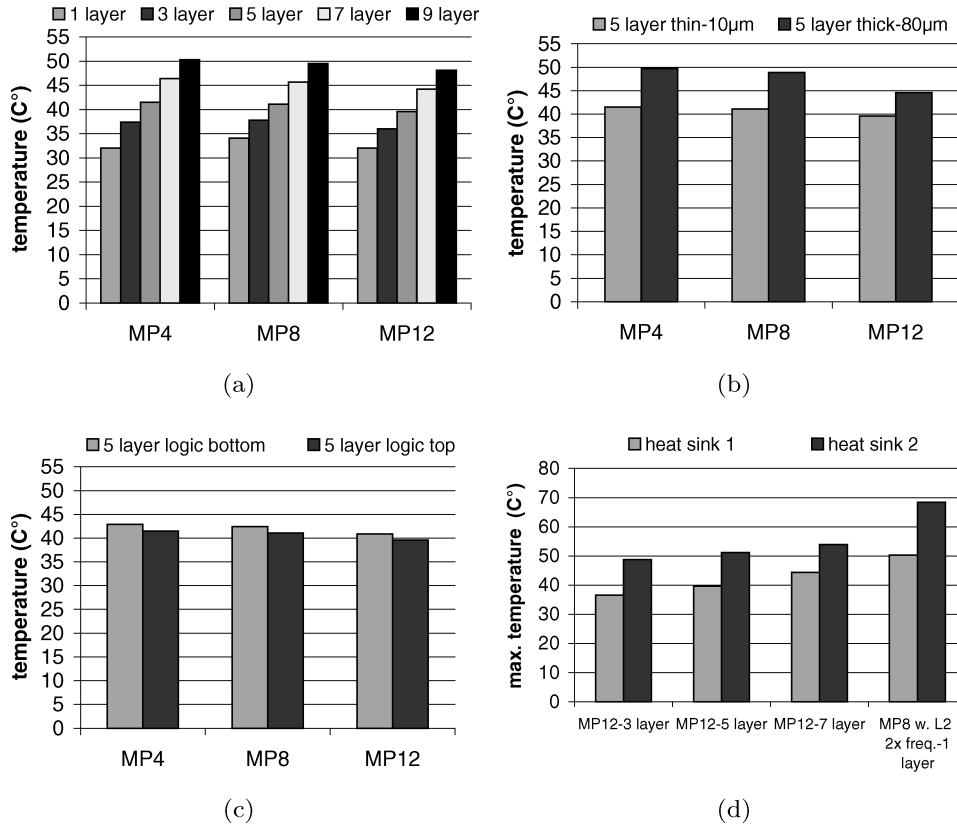 1 layer 3 layer 5 layer 7 layer 9 layer
temperature (C°)
55
50
45
40
35
30
25
20
15
10
5
0
MP4 MP8 MP12
(a)
5 layer thin-10µm 5 layer thick-80µm
temperature (C°)
55
50
45
40
35
30
25
20
15
10
5
0
MP4 MP8 MP12
(b)
5 layer logic bottom 5 layer logic top
temperature (C°)
55
50
45
40
35
30
25
20
15
10
5
0
MP4 MP8 MP12
(c)
heat sink 1 heat sink 2
max. temperature (C°)
80
70
60
50
40
30
20
10
0
MP12-3 layer MP12-5 layer MP12-7 layer MP8 w. L2
2x freq.-1
layer
(d)